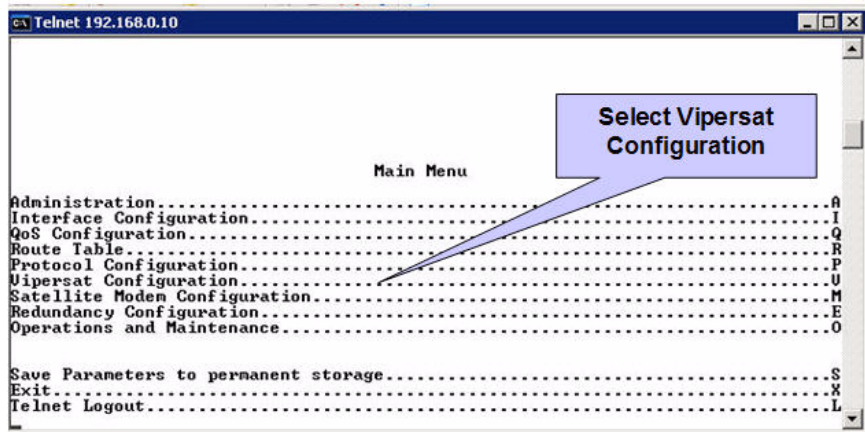 Telnet 192.168.0.10
Select Vipersat
Configuration
Main Menu
Administration..........................................................................A
Interface Configuration.................................................................I
QoS Configuration.......................................................................Q
Route Table.............................................................................R
Protocol Configuration..................................................................P
Vipersat Configuration..................................................................V
Satellite Modem Configuration...........................................................M
Redundancy Configuration................................................................E
Operations and Maintenance..............................................................O
Save Parameters to permanent storage....................................................S
Exit....................................................................................X
Telnet Logout...........................................................................L